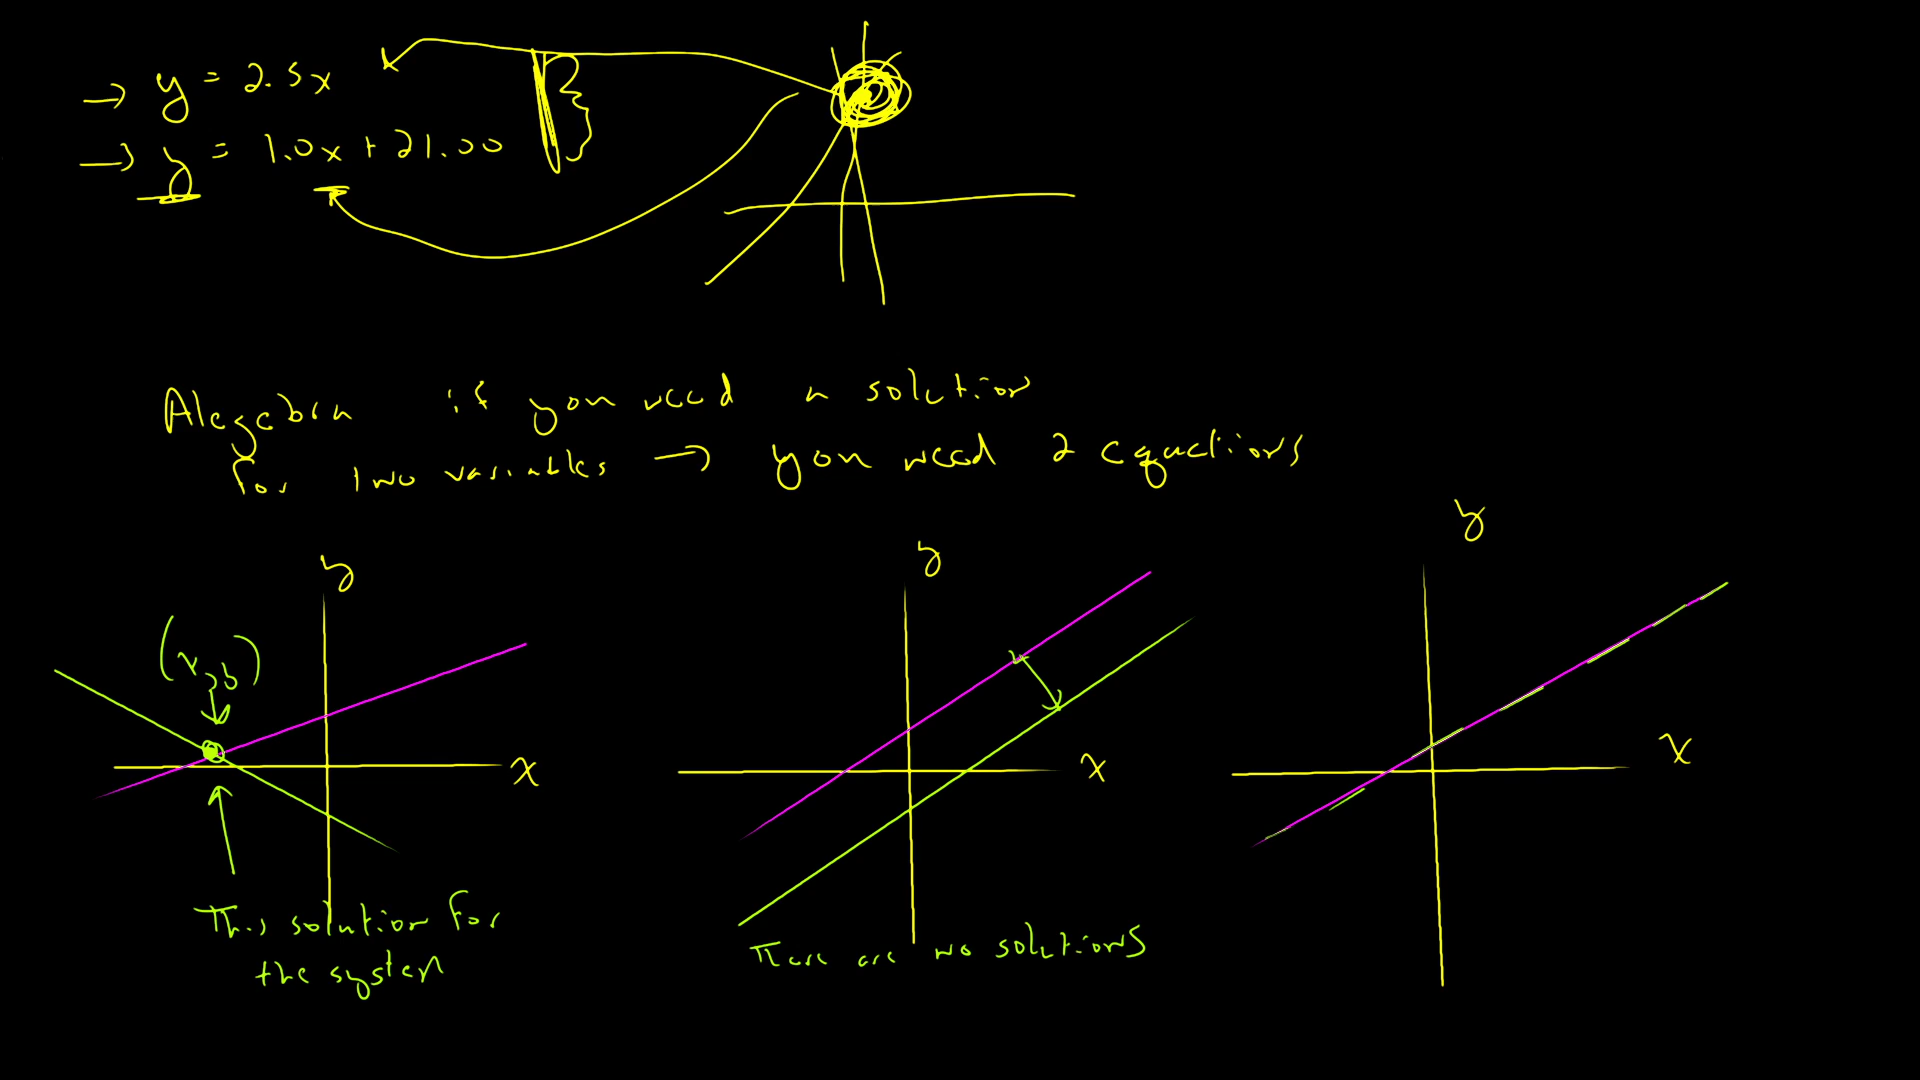 → y = 2.5x
→ y = 1.0x + 21.00
Alegebra if you need a solution
for two variables → you need 2 equations
y
y
y
(x, y)
x
x
x
This solution for
the system
There are no solutions